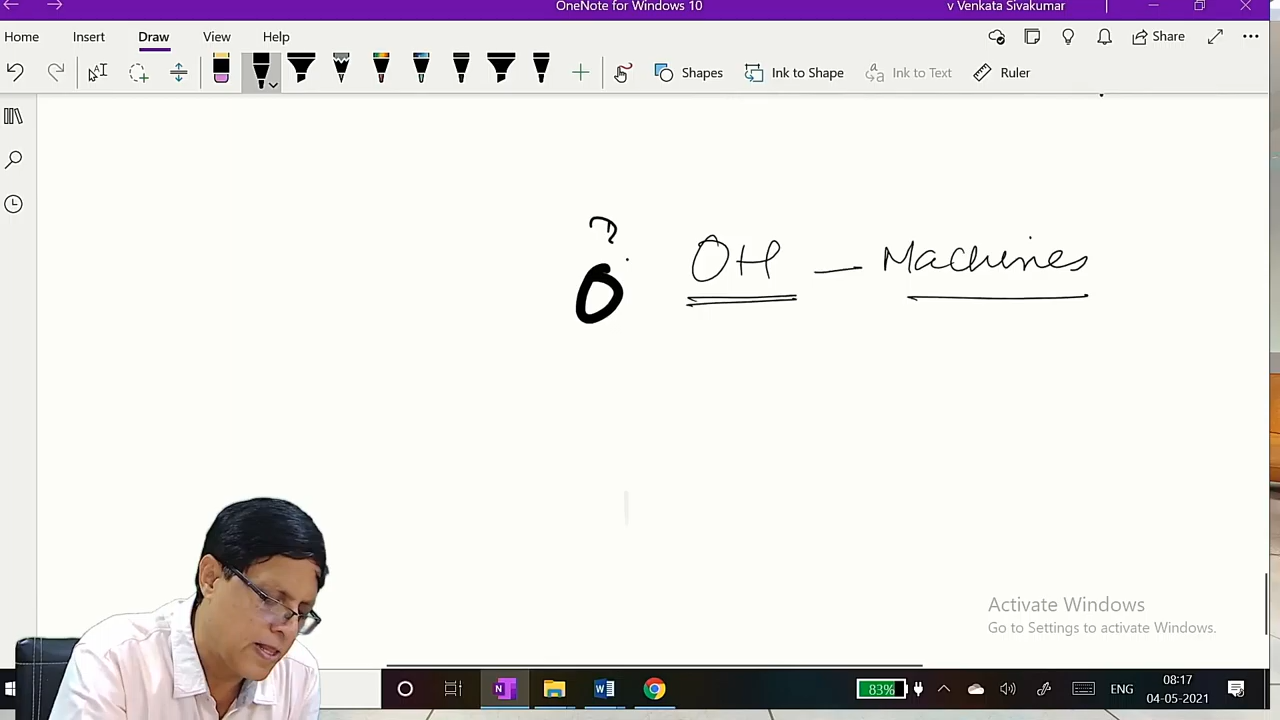 OneNote for Windows 10
v Venkata Sivakumar
Home Insert Draw View Help
Share
Shapes Ink to Shape Ink to Text Ruler
OH — Machines
Activate Windows
Go to Settings to activate Windows.
83% ENG 08:17
04-05-2021